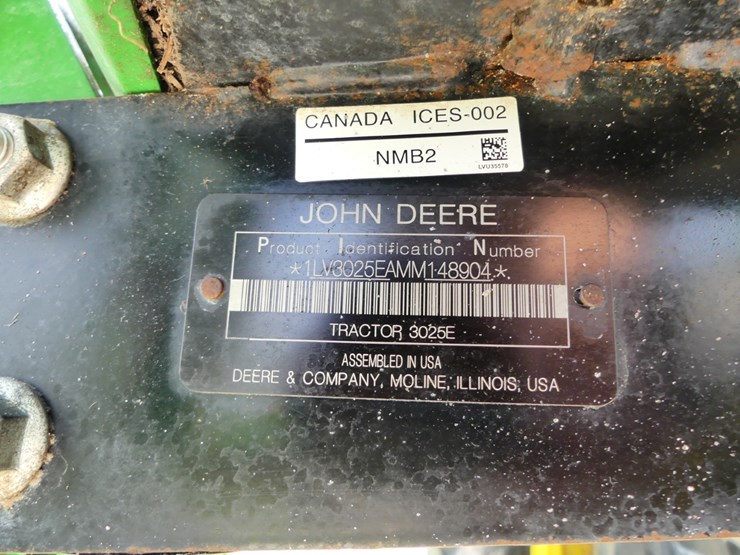 CANADA ICES-002
NMB2
LVU35578
JOHN DEERE
Product Identification Number
*1LV3025EAMM148904*
TRACTOR 3025E
ASSEMBLED IN USA
DEERE & COMPANY, MOLINE, ILLINOIS, USA